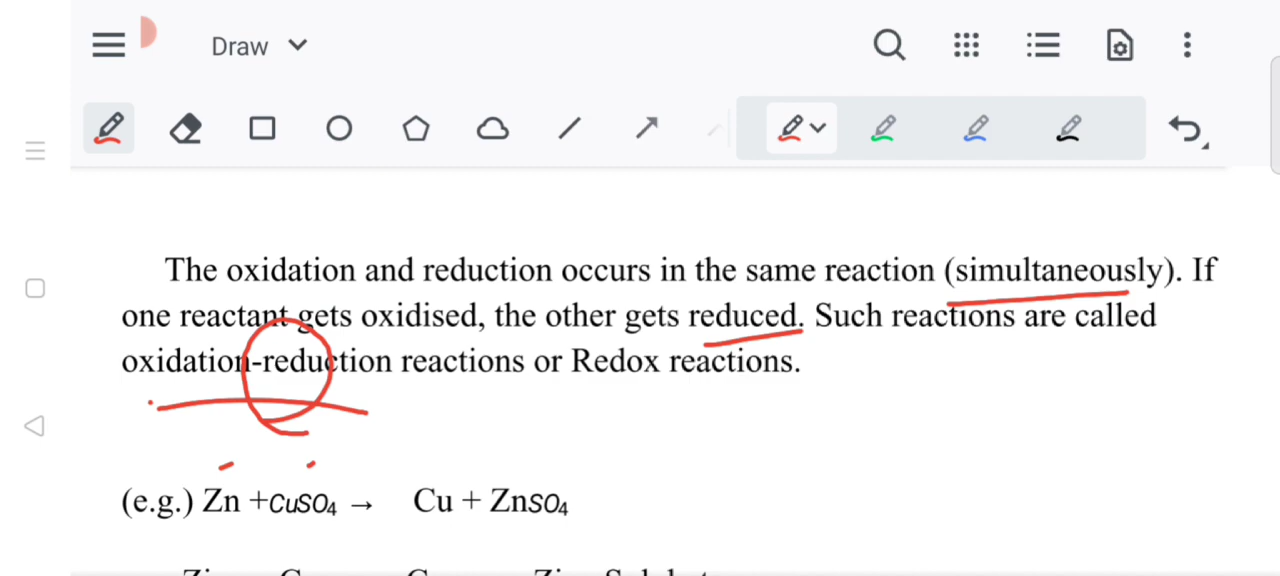 Draw
The oxidation and reduction occurs in the same reaction (simultaneously). If
one reactant gets oxidised, the other gets reduced. Such reactions are called
oxidation-reduction reactions or Redox reactions.
(e.g.) Zn +CuSO₄ → Cu + ZnSO₄